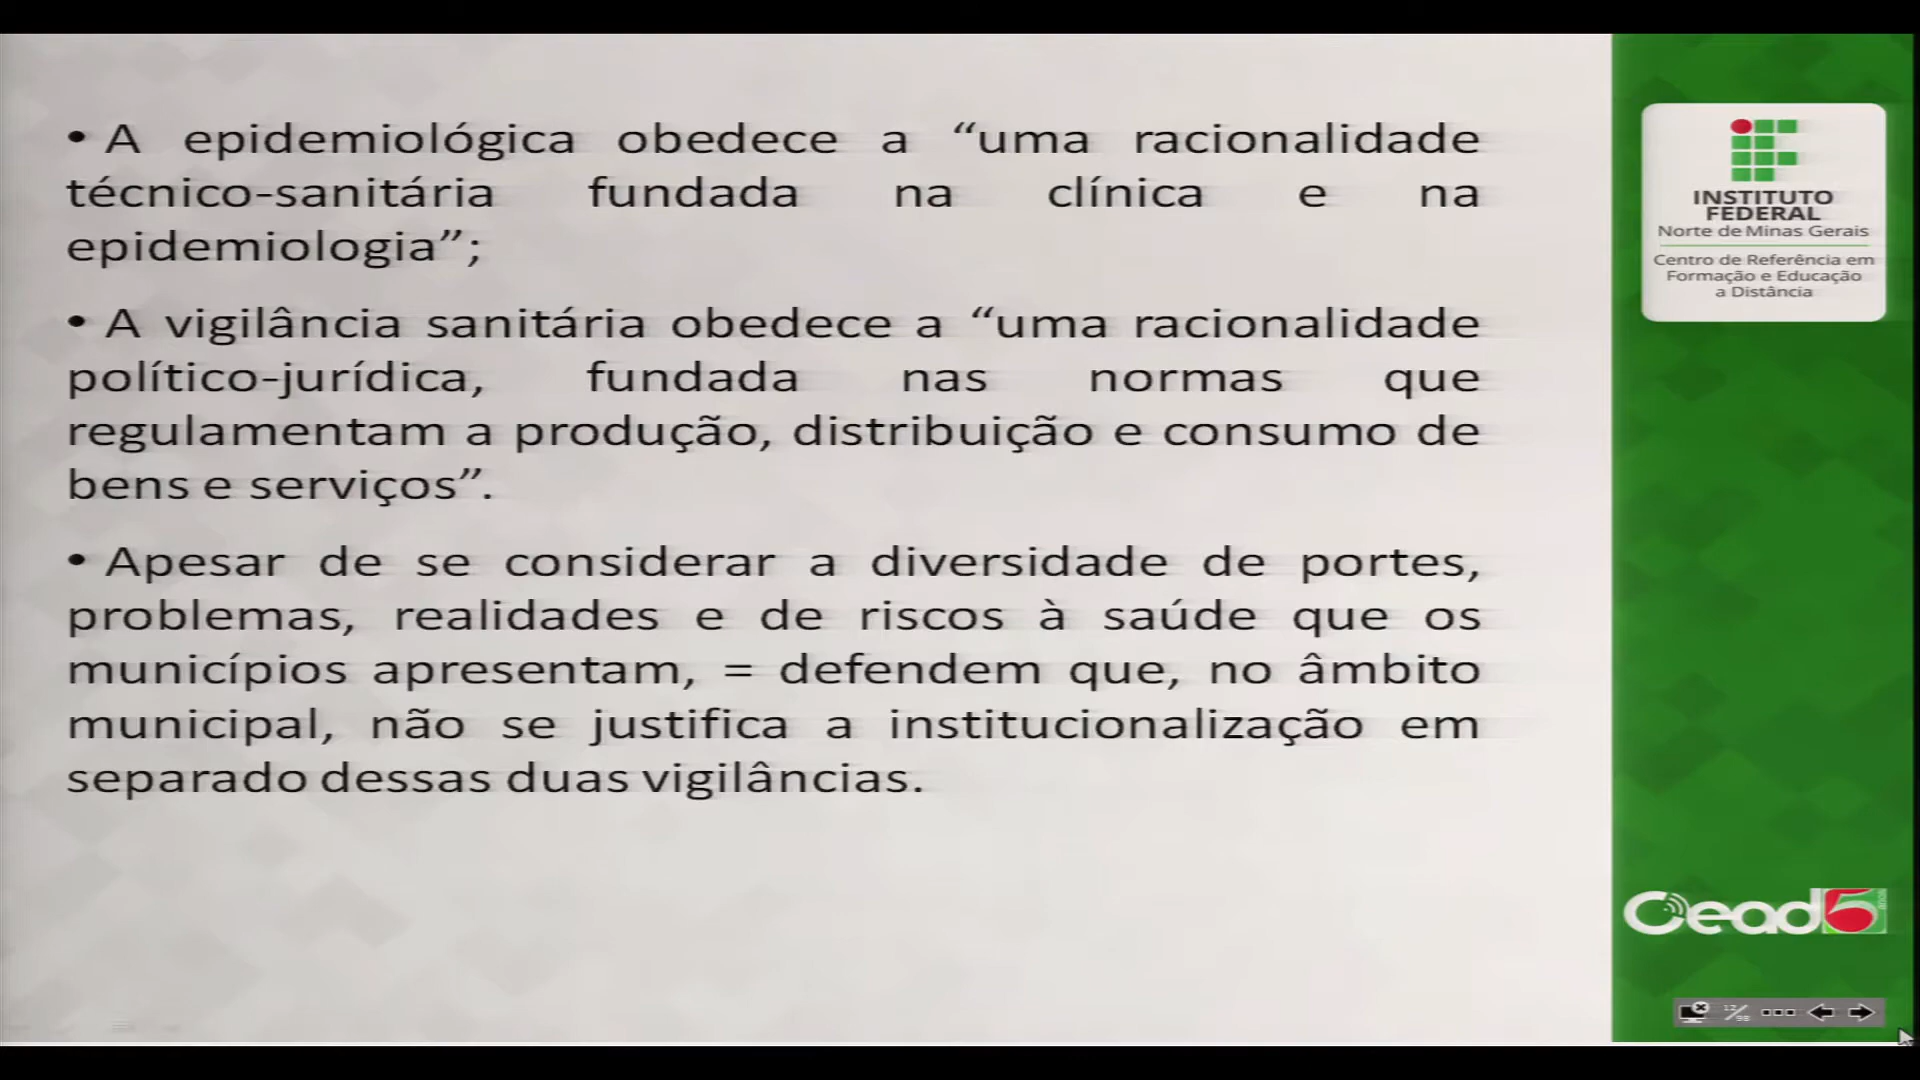 • A epidemiológica obedece a “uma racionalidade
técnico-sanitária fundada na clínica e na
epidemiologia”;
• A vigilância sanitária obedece a “uma racionalidade
político-jurídica, fundada nas normas que
regulamentam a produção, distribuição e consumo de
bens e serviços”.
• Apesar de se considerar a diversidade de portes,
problemas, realidades e de riscos à saúde que os
municípios apresentam, = defendem que, no âmbito
municipal, não se justifica a institucionalização em
separado dessas duas vigilâncias.
INSTITUTO
FEDERAL
Norte de Minas Gerais
Centro de Referência em
Formação e Educação
a Distância
Cead 5
12/98